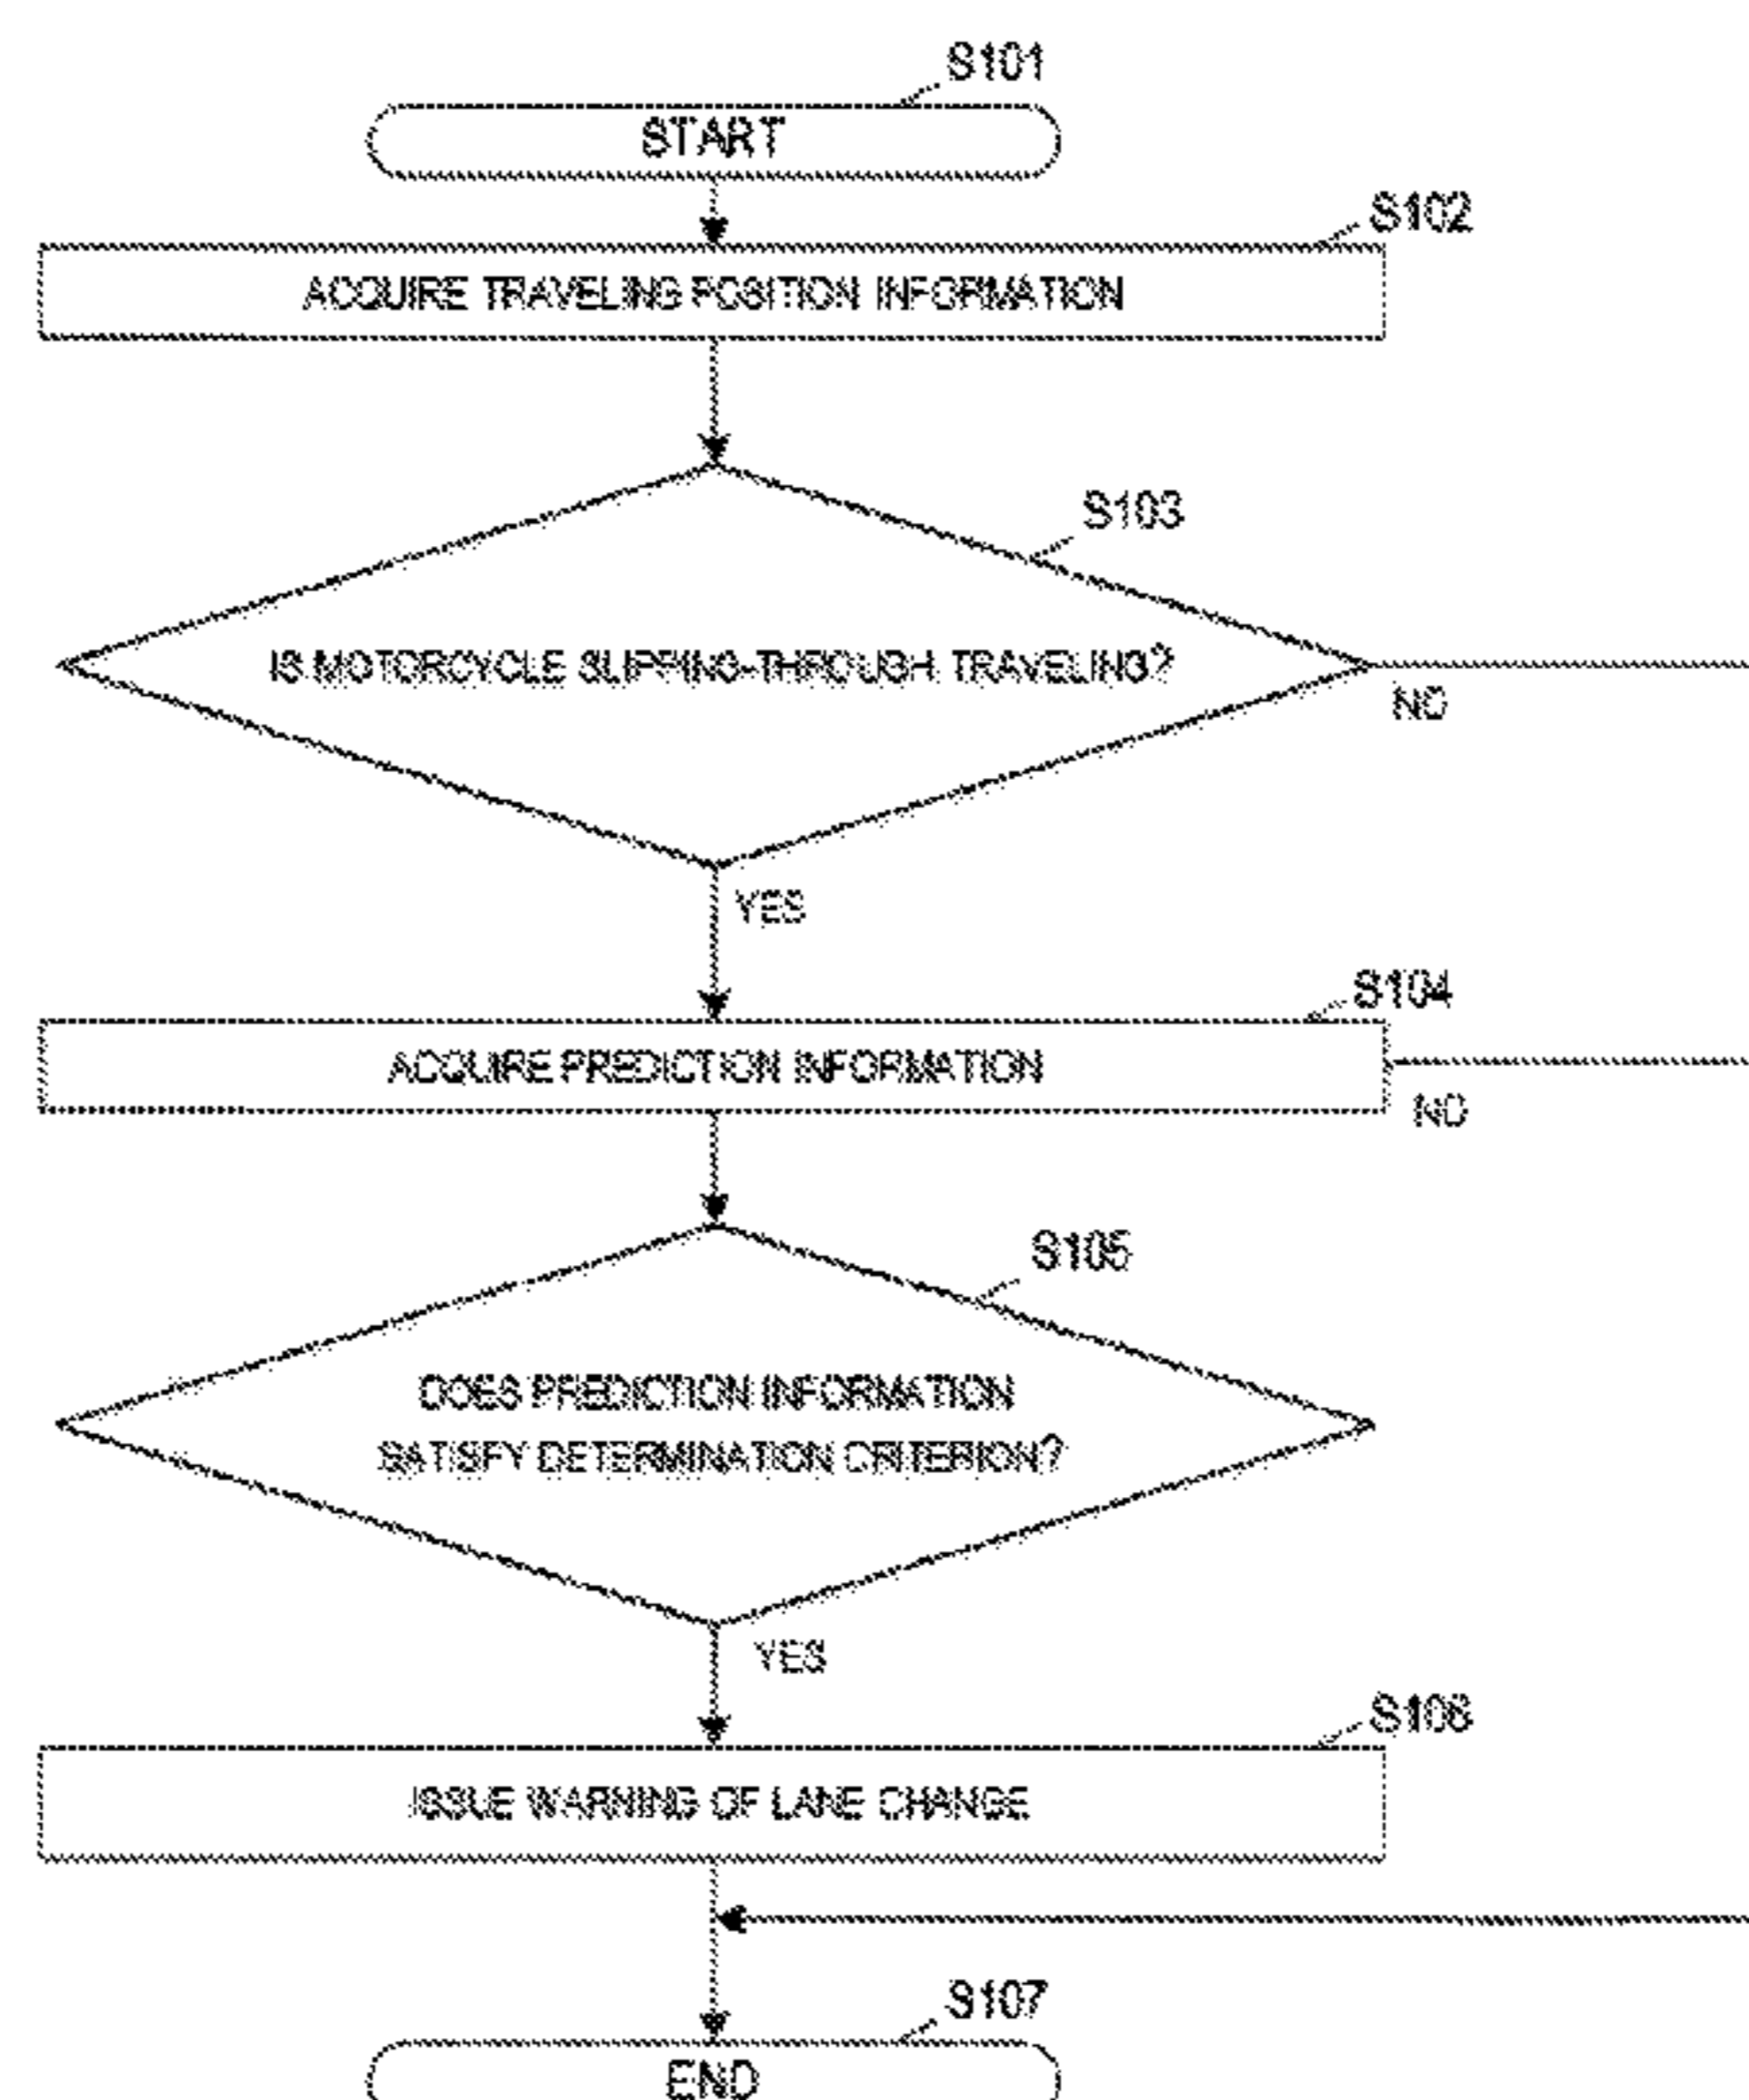 S101
START
S102
ACQUIRE TRAVELING POSITION INFORMATION
S103
IS MOTORCYCLE SLIPPING-THROUGH TRAVELING?
NO
YES
S104
ACQUIRE PREDICTION INFORMATION
NO
S105
DOES PREDICTION INFORMATION
SATISFY DETERMINATION CRITERION?
YES
S106
ISSUE WARNING OF LANE CHANGE
S107
END